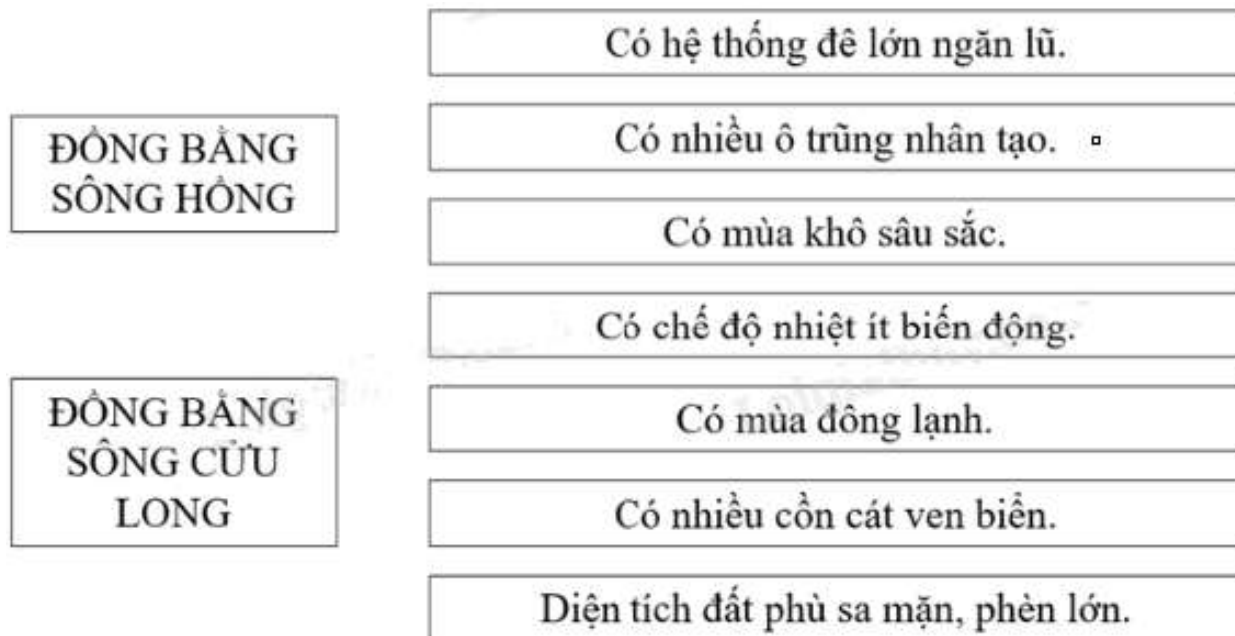 Có hệ thống đê lớn ngăn lũ.
ĐỒNG BẰNG
SÔNG HỒNG
Có nhiều ô trũng nhân tạo.
Có mùa khô sâu sắc.
Có chế độ nhiệt ít biến động.
ĐỒNG BẰNG
SÔNG CỬU
LONG
Có mùa đông lạnh.
Có nhiều cồn cát ven biển.
Diện tích đất phù sa mặn, phèn lớn.